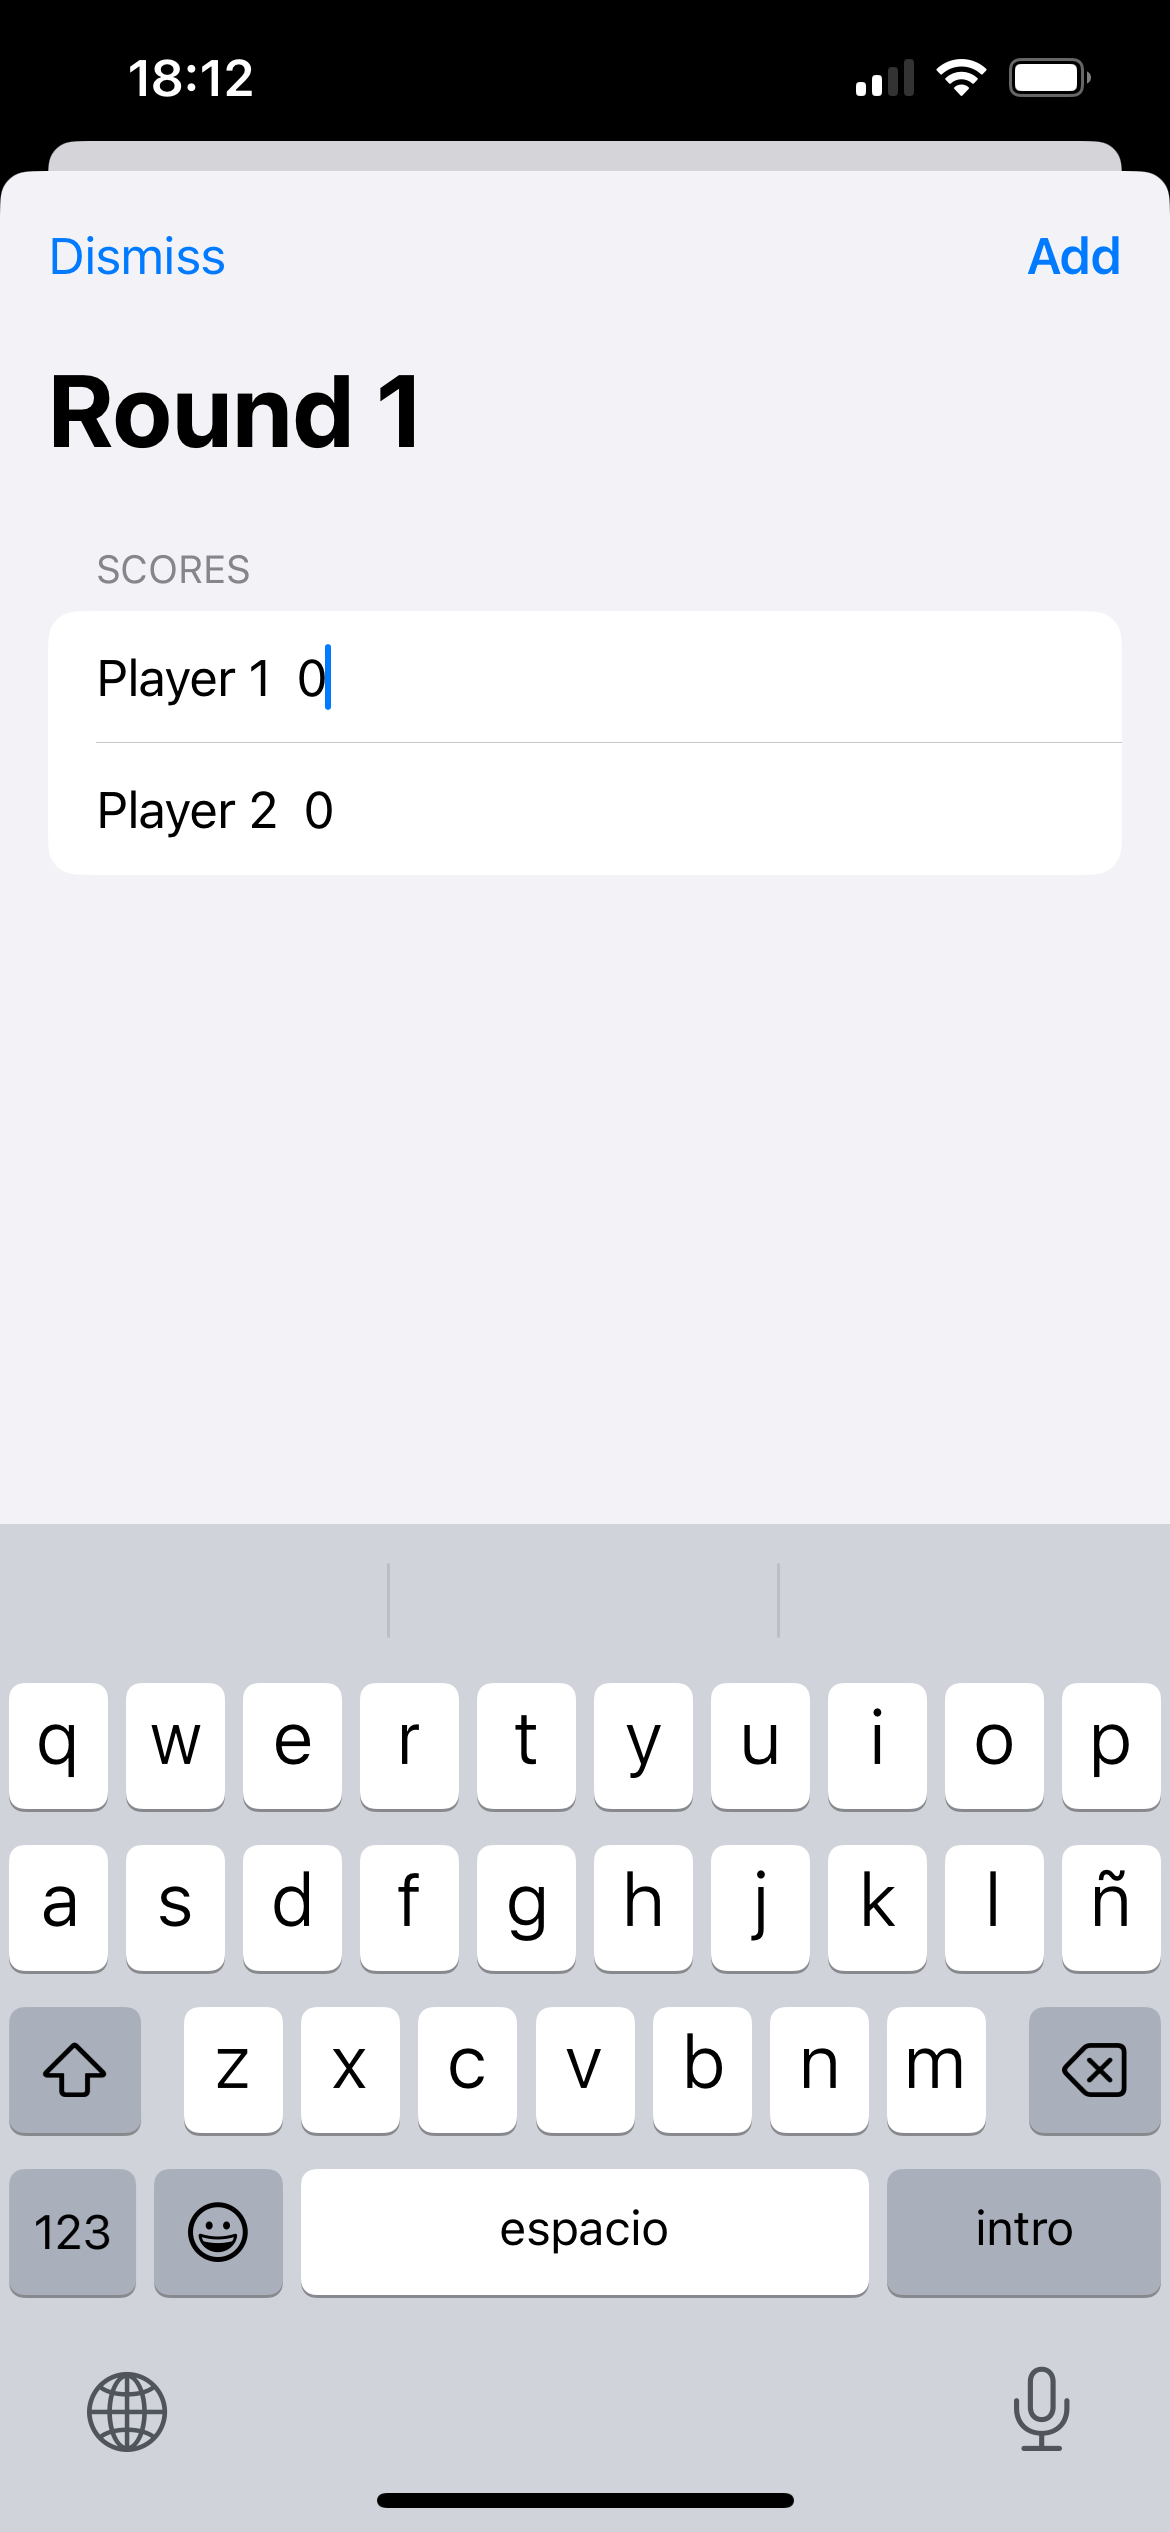 18:12
Dismiss Add
Round 1
SCORES
Player 1 0
Player 2 0
q w e r t y u i o p
a s d f g h j k l ñ
z x c v b n m
123 espacio intro